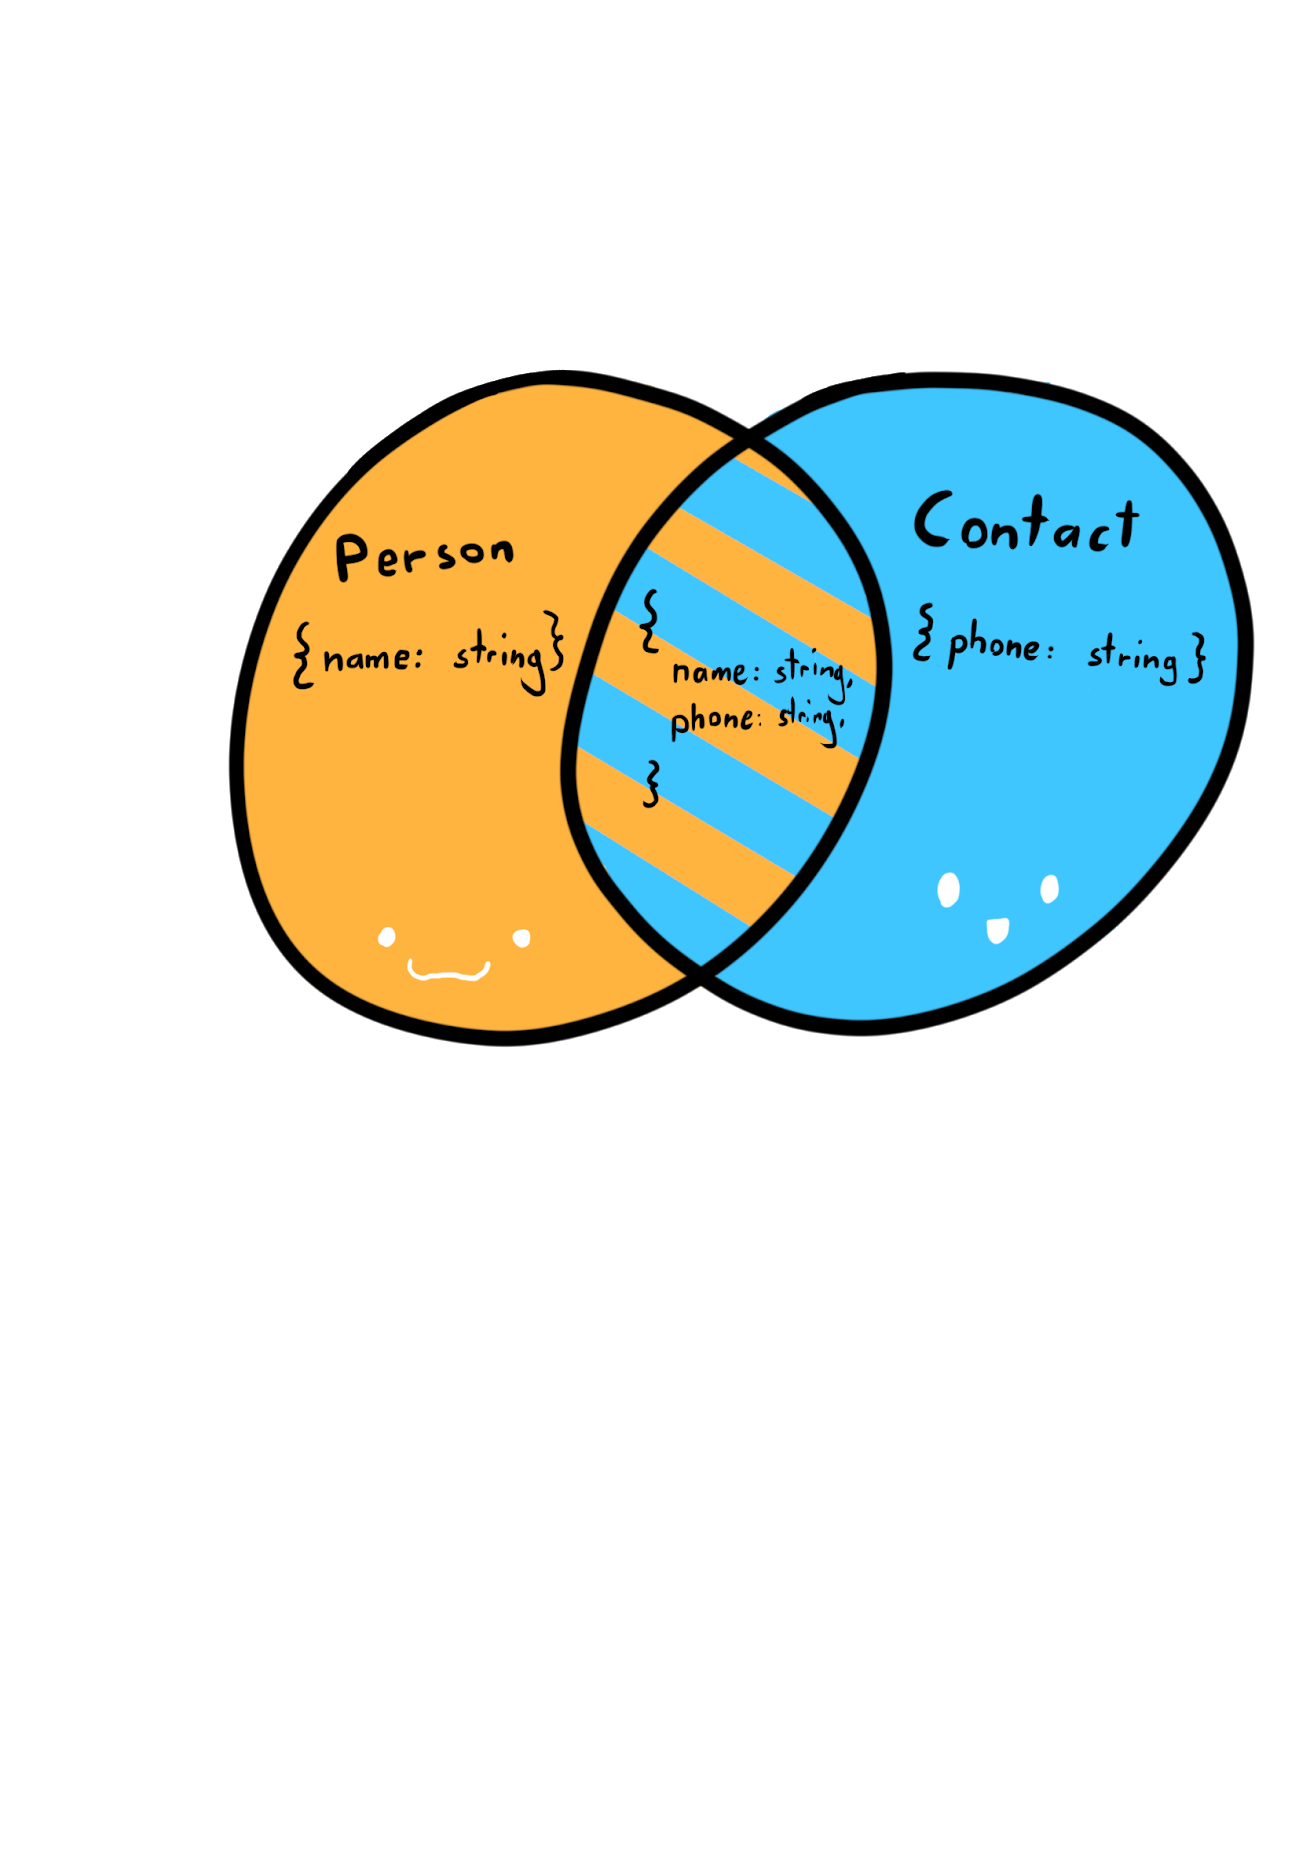 Person
{name: string}
{
name: string,
phone: string,
}
Contact
{phone: string}